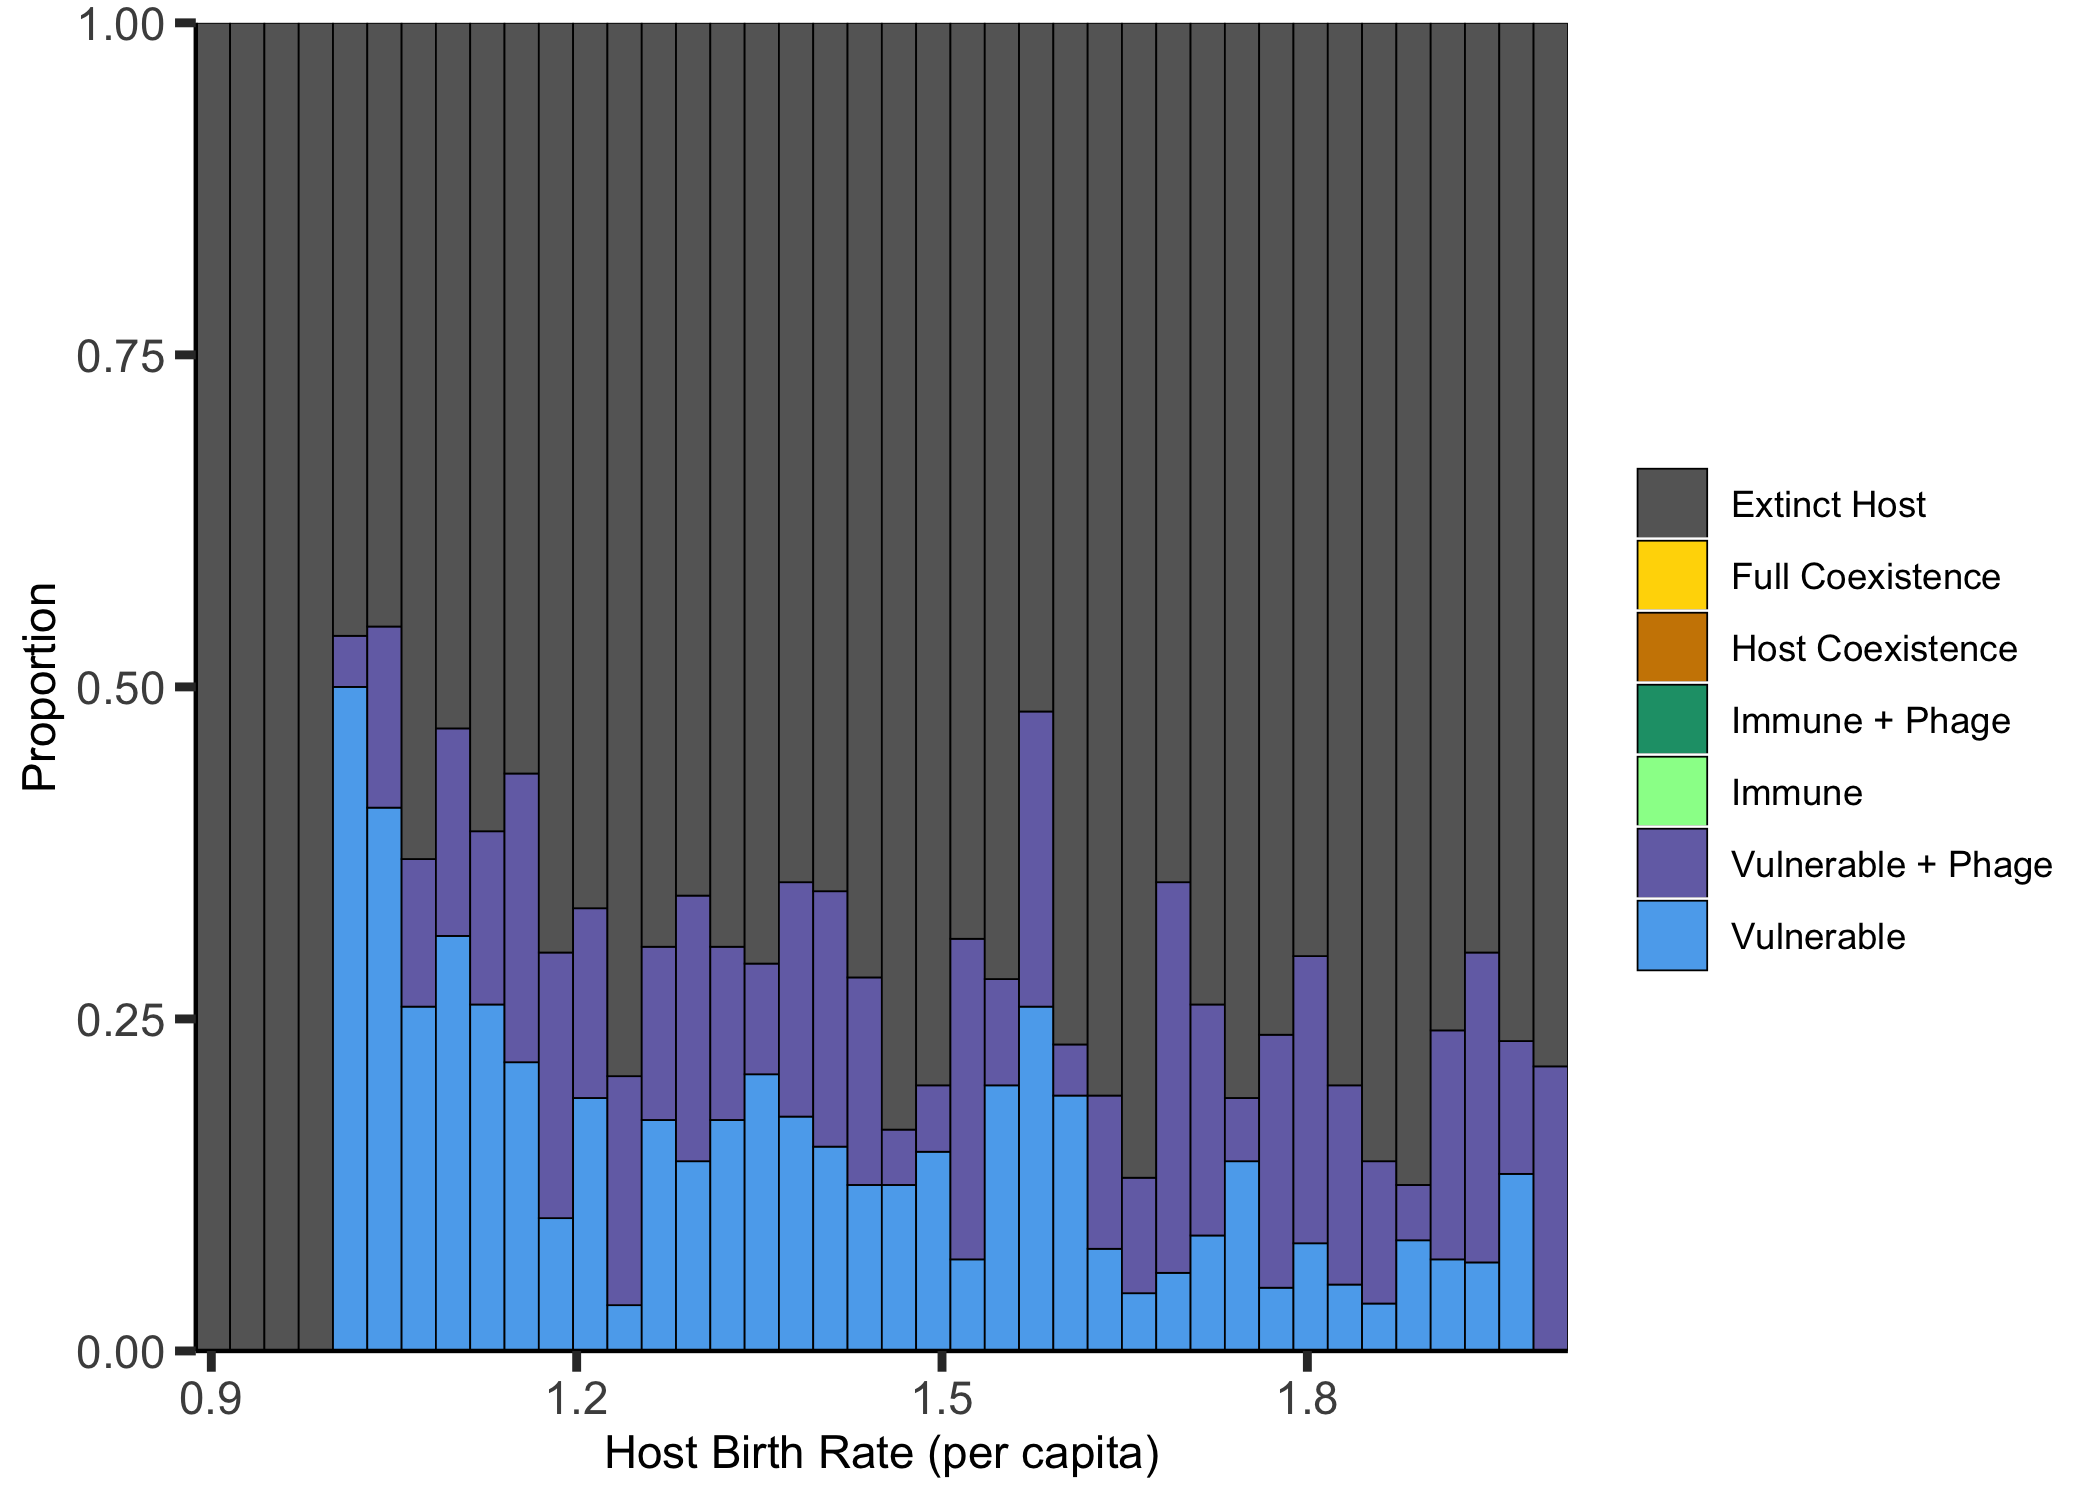 1.00
0.75
0.50
0.25
0.00
Proportion
0.9
1.2
1.5
1.8
Host Birth Rate (per capita)
Extinct Host
Full Coexistence
Host Coexistence
Immune + Phage
Immune
Vulnerable + Phage
Vulnerable